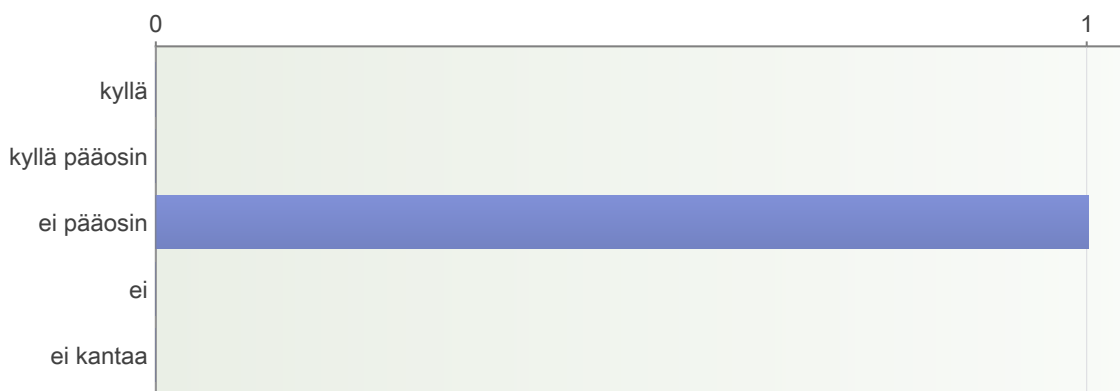 0 1
kyllä
kyllä pääosin
ei pääosin
ei
ei kantaa